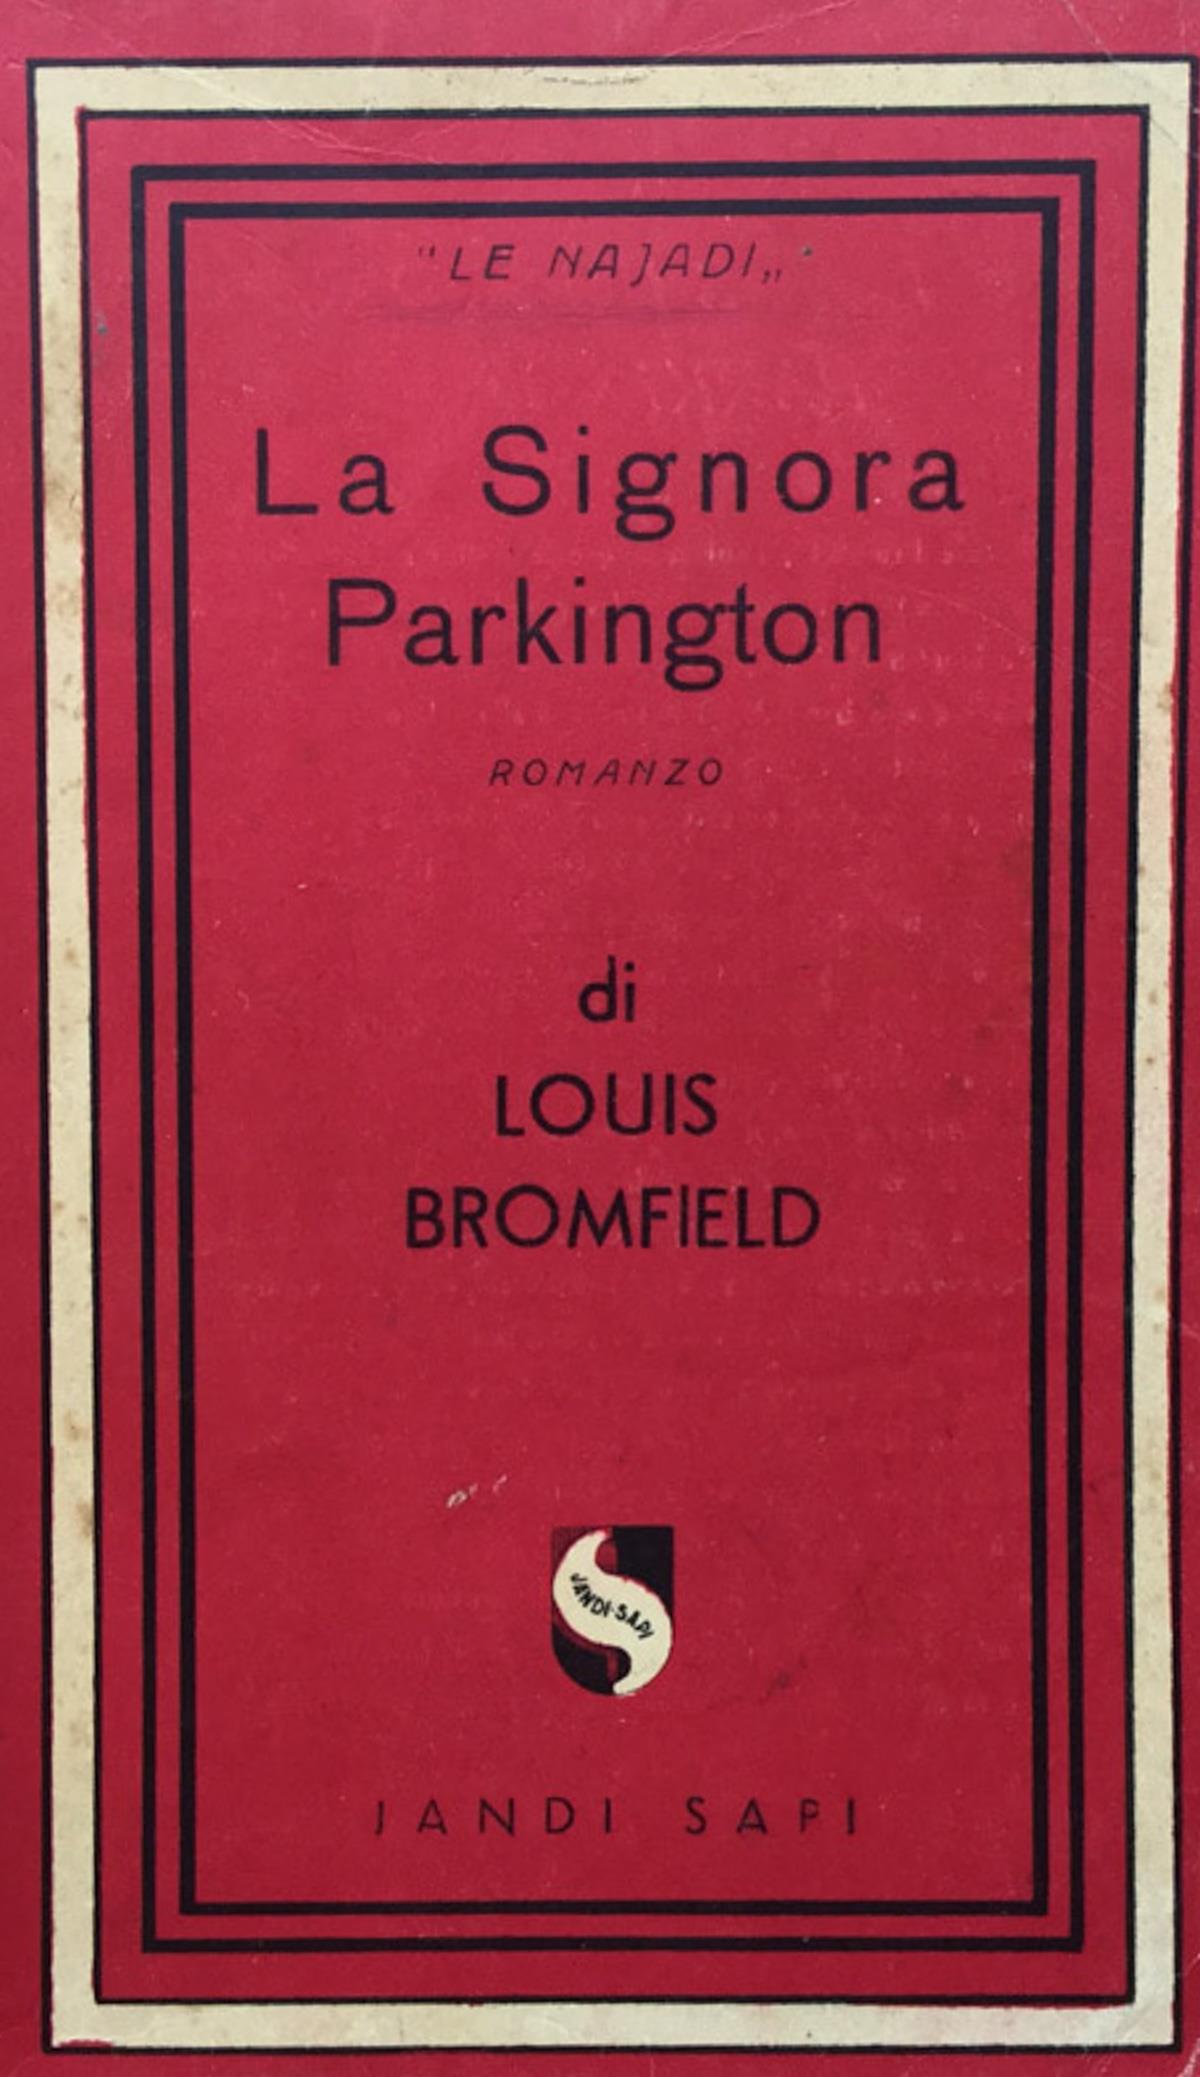 "LE NAJADI„
La Signora
Parkington
ROMANZO
di
LOUIS
BROMFIELD
JANDI-SAPI
JANDI SAPI